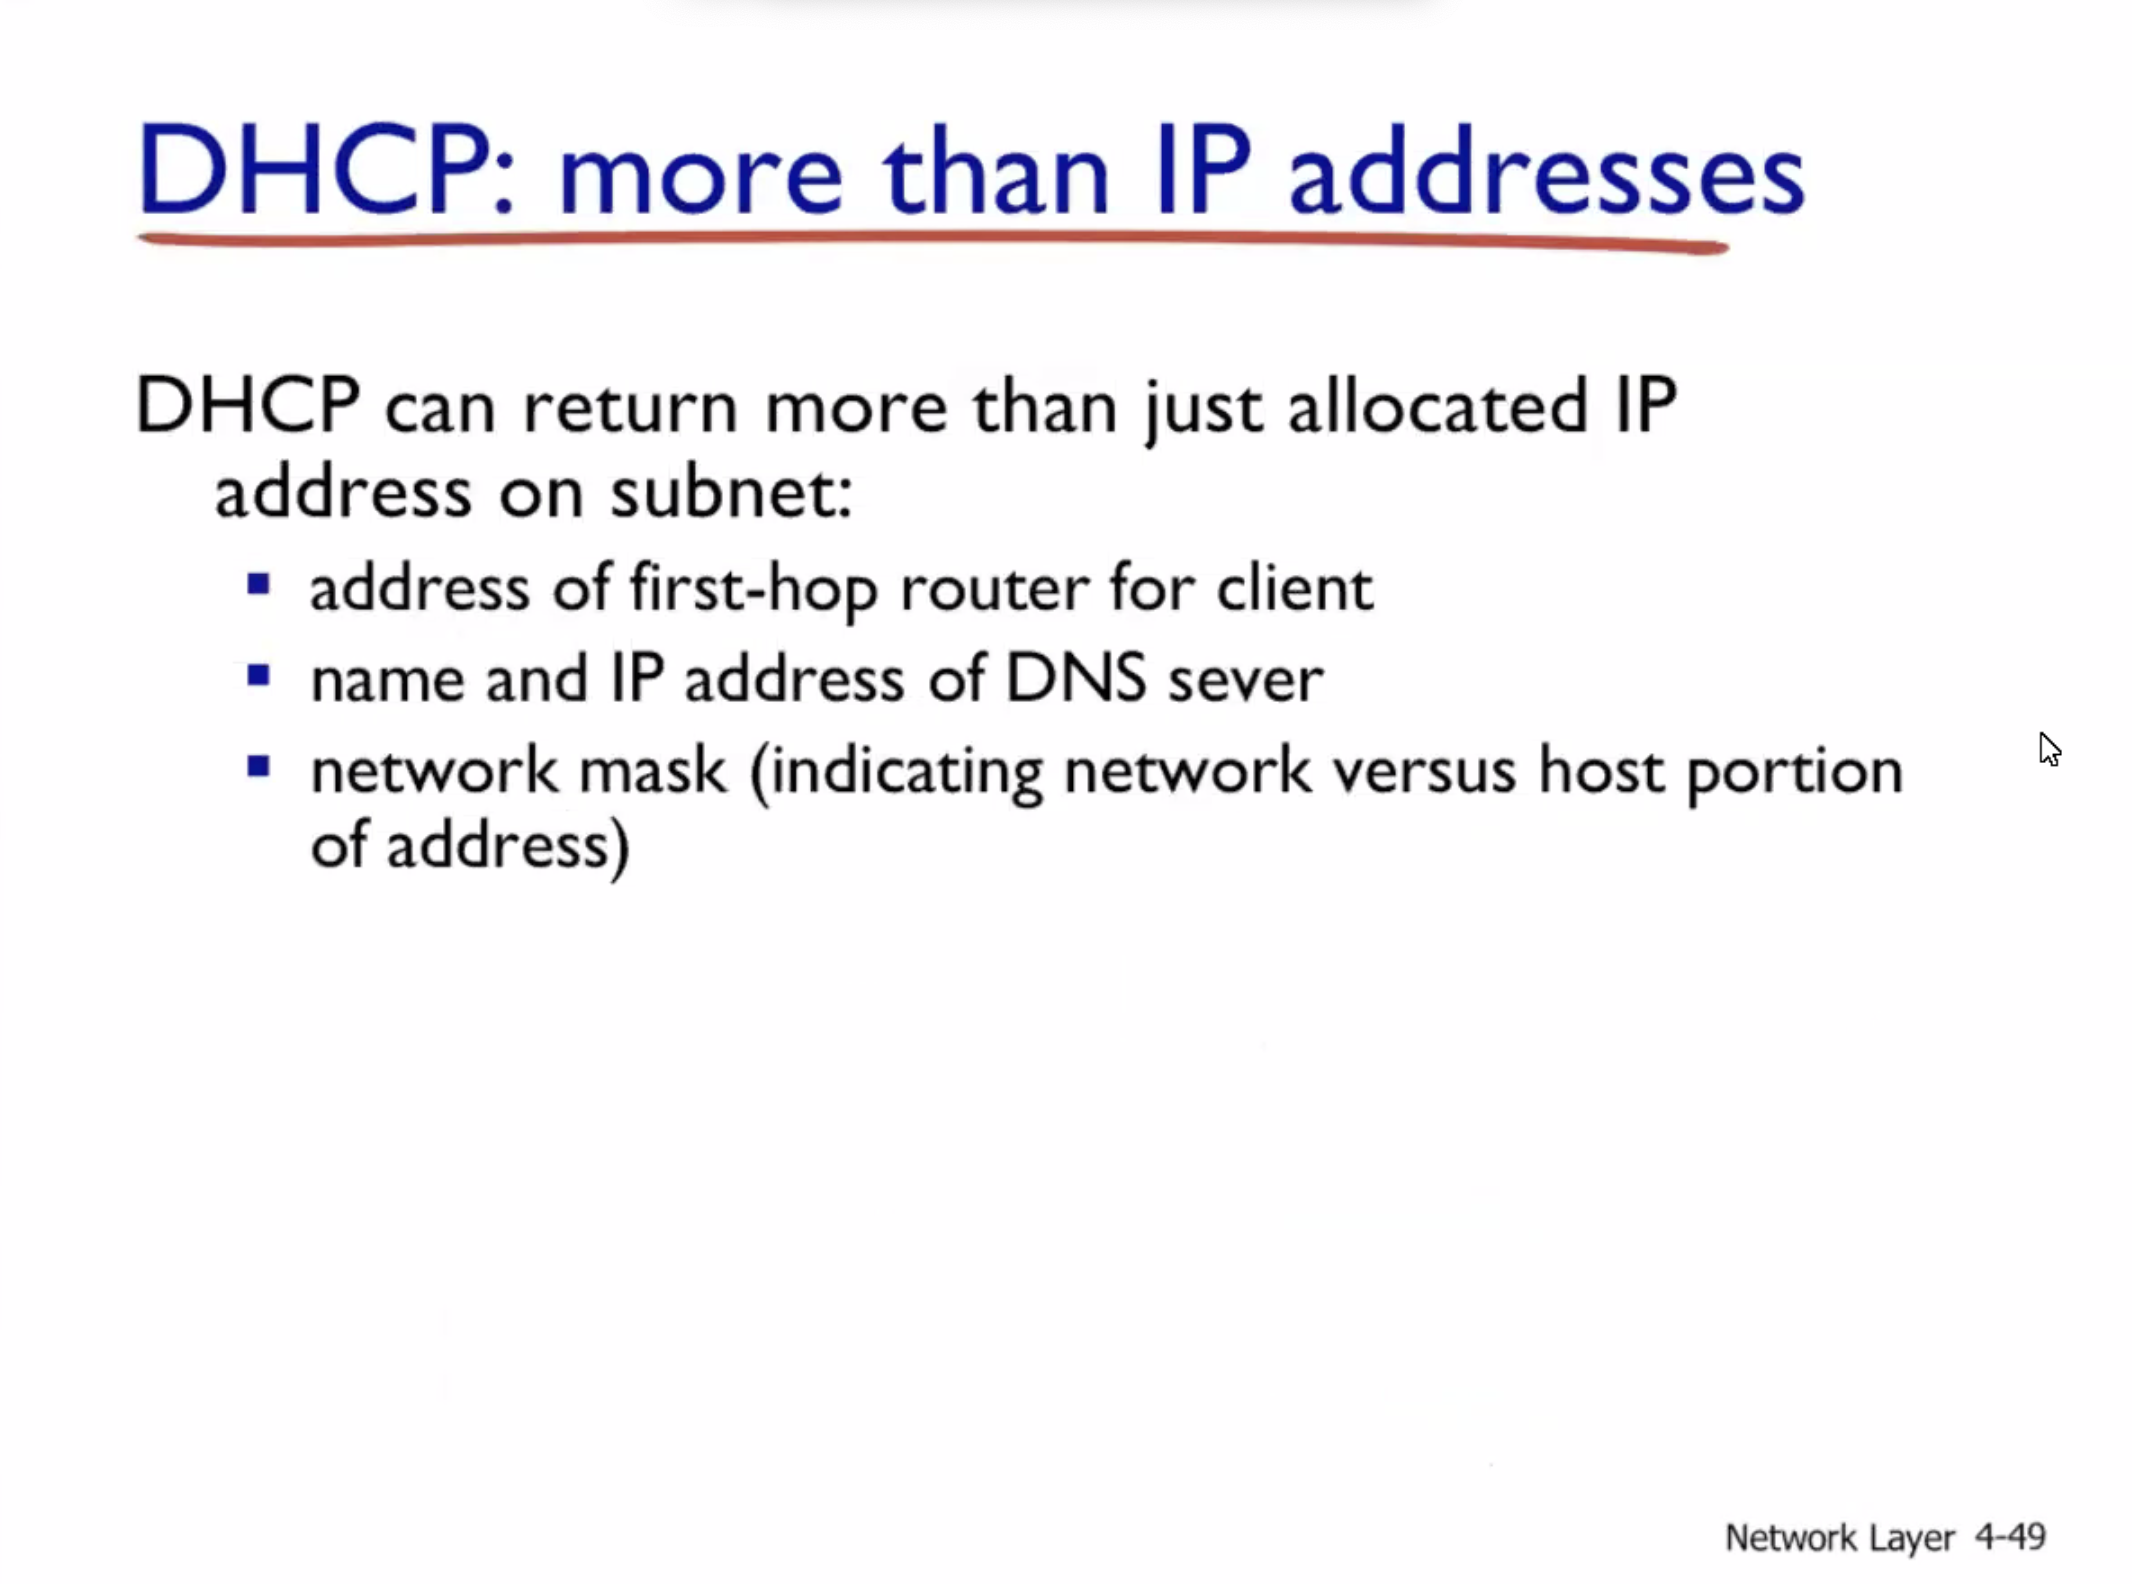 DHCP: more than IP addresses
DHCP can return more than just allocated IP
address on subnet:
▪ address of first-hop router for client
▪ name and IP address of DNS sever
▪ network mask (indicating network versus host portion
of address)
Network Layer 4-49